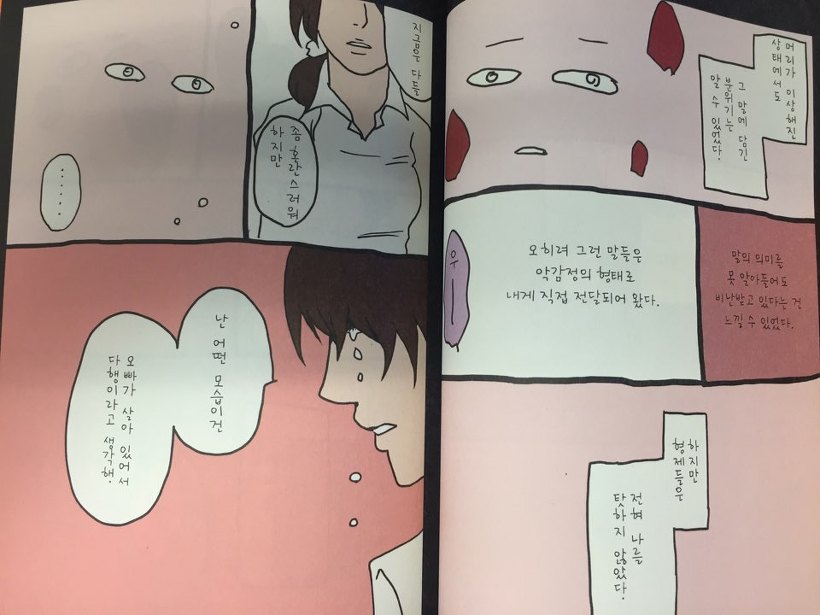 머리가 이상해진
상태에서도
그 말에 담긴
분위기는
알 수 있었다.
말의 의미를
못 알아들어도
비난받고 있다는 건
느낄 수 있었다.
오히려 그런 말들은
악감정의 형태로
내게 직접 전달되어 왔다.
우ㅡ
하지만
형제들은
전혀 나를
탓하지 않았다.
지금은 다들
좀 혼란스러워
하지만
......
난 어떤 모습이건
오빠가 살아 있어서
다행이라고 생각해.